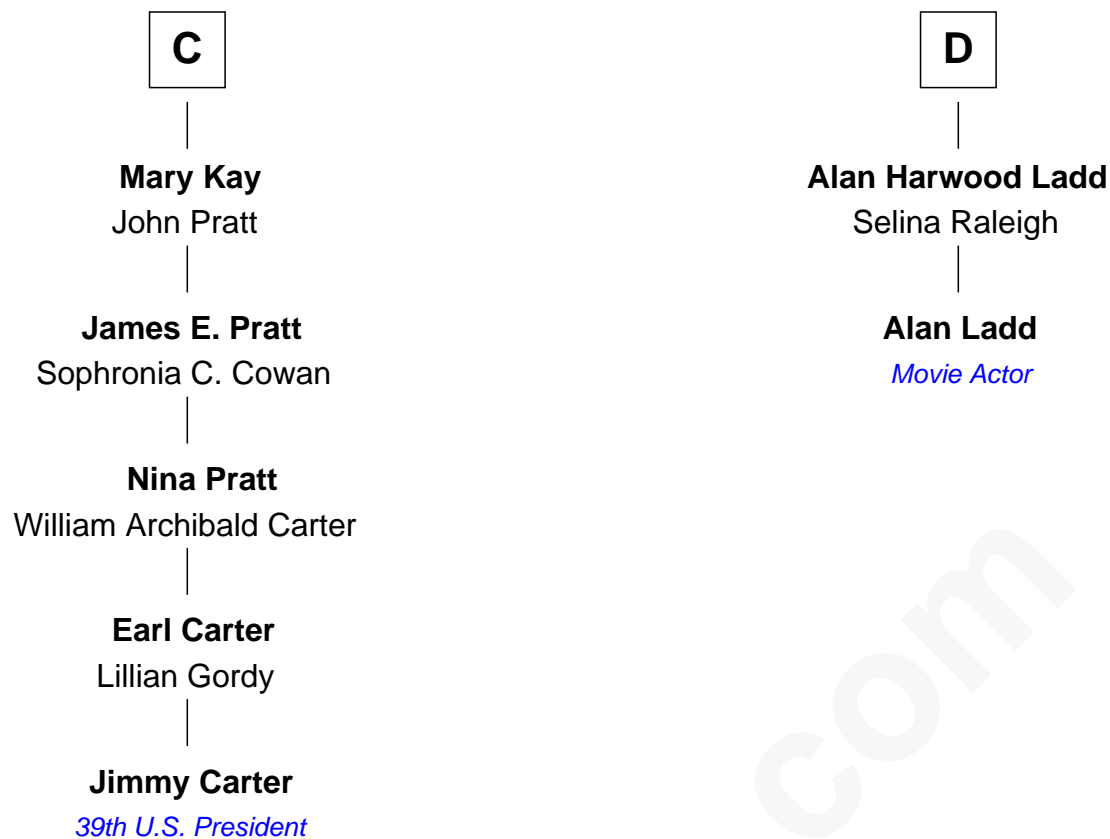 C
Mary Kay
John Pratt
James E. Pratt
Sophronia C. Cowan
Nina Pratt
William Archibald Carter
Earl Carter
Lillian Gordy
Jimmy Carter
39th U.S. President
D
Alan Harwood Ladd
Selina Raleigh
Alan Ladd
Movie Actor
com